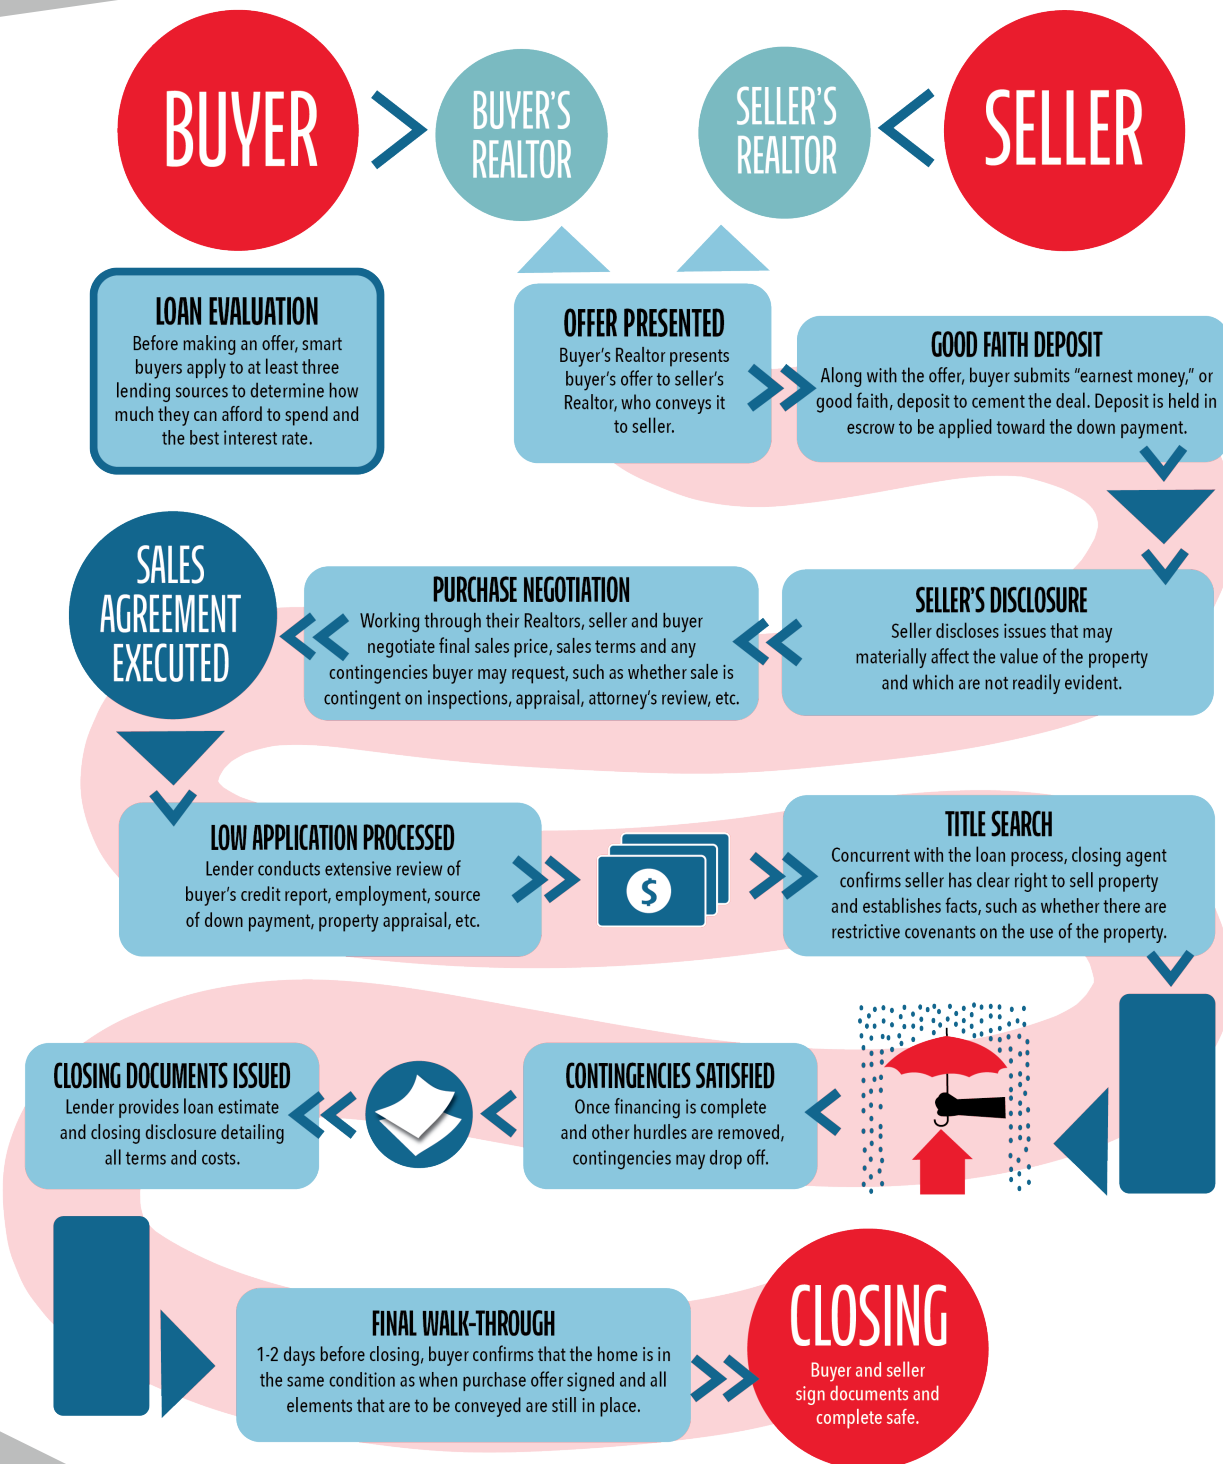 BUYER
BUYER'S
REALTOR
SELLER'S
REALTOR
SELLER
LOAN EVALUATION
Before making an offer, smart
buyers apply to at least three
lending sources to determine how
much they can afford to spend and
the best interest rate.
OFFER PRESENTED
Buyer's Realtor presents
buyer's offer to seller's
Realtor, who conveys it
to seller.
GOOD FAITH DEPOSIT
Along with the offer, buyer submits "earnest money," or
good faith, deposit to cement the deal. Deposit is held in
escrow to be applied toward the down payment.
SELLER'S DISCLOSURE
Seller discloses issues that may
materially affect the value of the property
and which are not readily evident.
PURCHASE NEGOTIATION
Working through their Realtors, seller and buyer
negotiate final sales price, sales terms and any
contingencies buyer may request, such as whether sale is
contingent on inspections, appraisal, attorney's review, etc.
SALES
AGREEMENT
EXECUTED
LOW APPLICATION PROCESSED
Lender conducts extensive review of
buyer's credit report, employment, source
of down payment, property appraisal, etc.
$
TITLE SEARCH
Concurrent with the loan process, closing agent
confirms seller has clear right to sell property
and establishes facts, such as whether there are
restrictive covenants on the use of the property.
CONTINGENCIES SATISFIED
Once financing is complete
and other hurdles are removed,
contingencies may drop off.
CLOSING DOCUMENTS ISSUED
Lender provides loan estimate
and closing disclosure detailing
all terms and costs.
FINAL WALK-THROUGH
1-2 days before closing, buyer confirms that the home is in
the same condition as when purchase offer signed and all
elements that are to be conveyed are still in place.
CLOSING
Buyer and seller
sign documents and
complete safe.